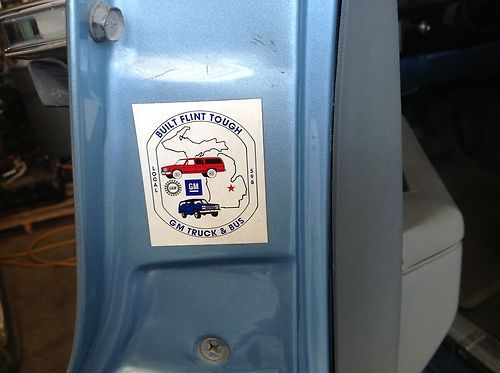 BUILT FLINT TOUGH
LOCAL
598
GM
GM TRUCK & BUS